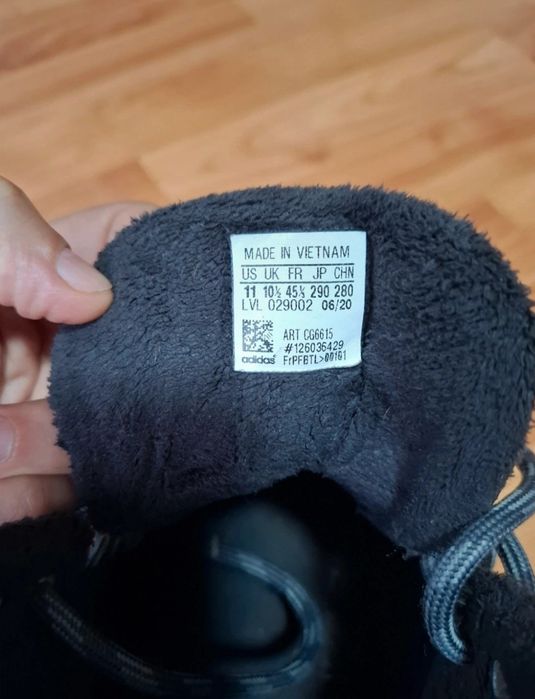 MADE IN VIETNAM
US UK FR JP CHN
11 10½ 45⅓ 290 280
LVL 029002 06/20
ART CG6615
#126036429
adidas FrPFBTL>00161